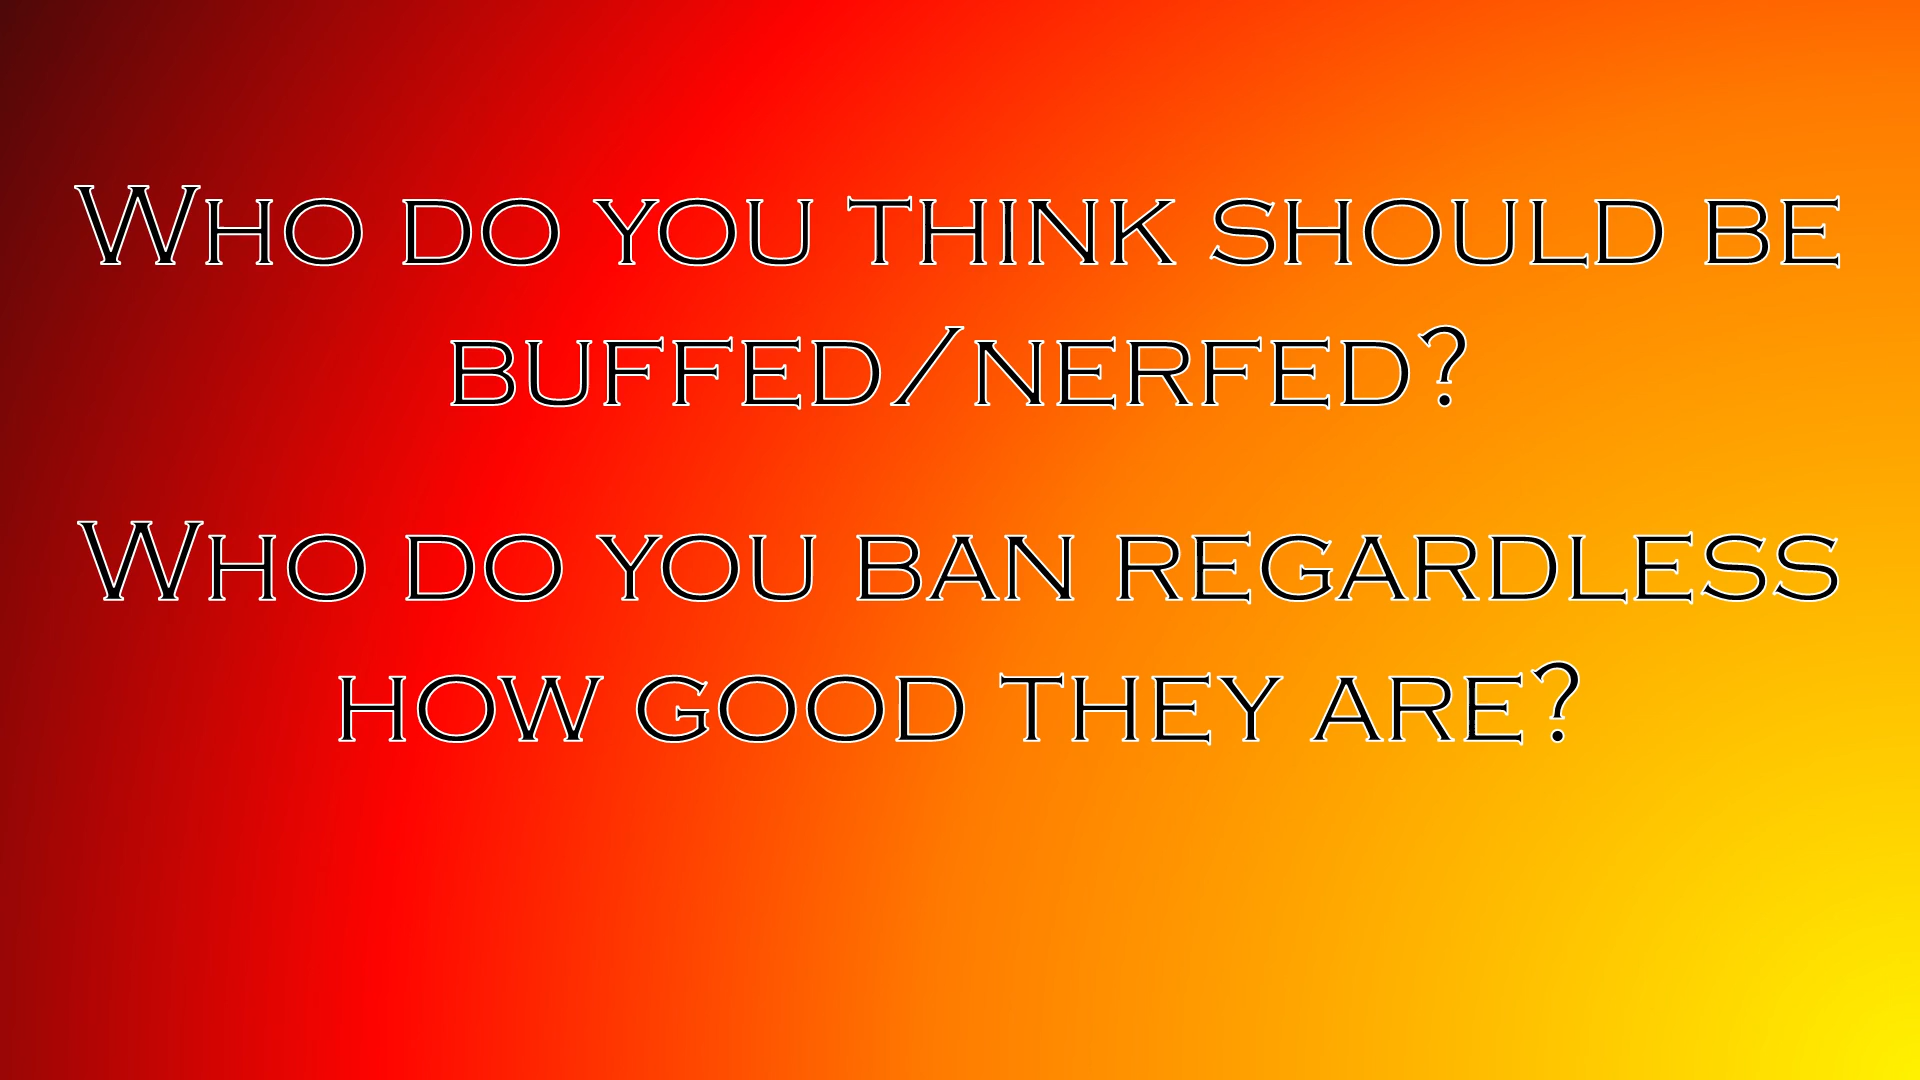 Who do you think should be
buffed/nerfed?
Who do you ban regardless
how good they are?